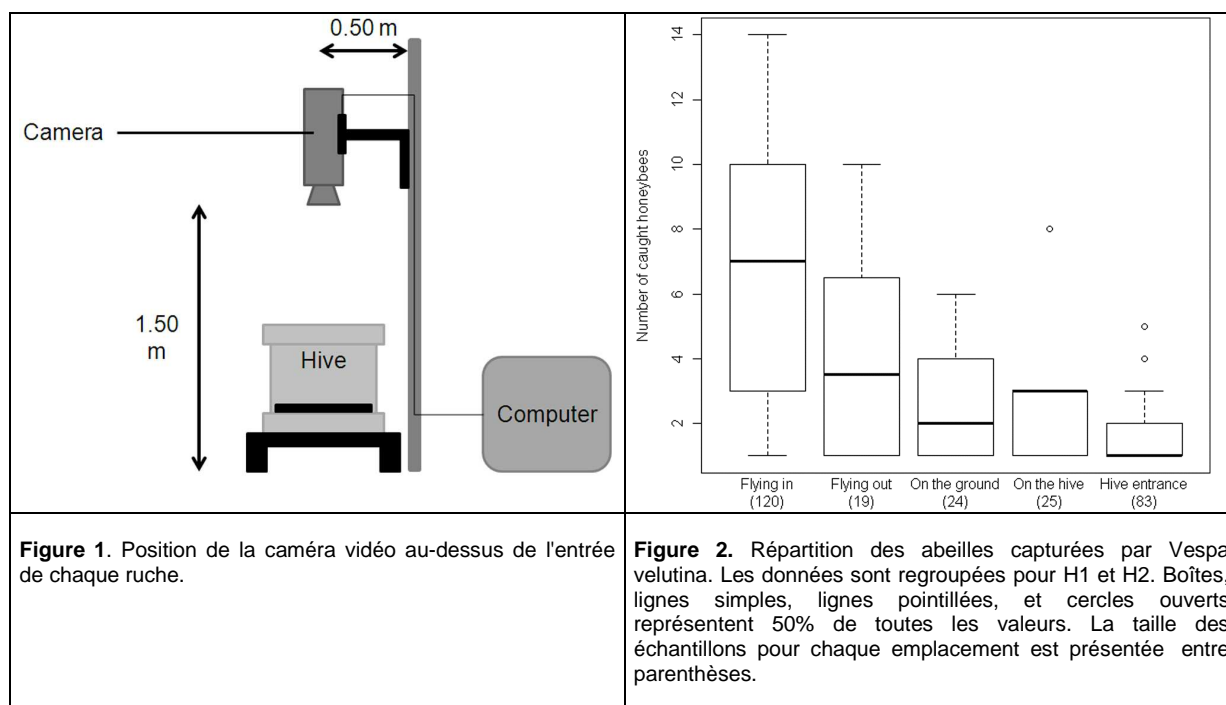 0.50 m
Camera
1.50
m
Hive
Computer
14
12
10
8
6
4
2
Number of caught honeybees
Flying in
(120)
Flying out
(19)
On the ground
(24)
On the hive
(25)
Hive entrance
(83)
Figure 1. Position de la caméra vidéo au-dessus de l'entrée
de chaque ruche.
Figure 2. Répartition des abeilles capturées par Vespa
velutina. Les données sont regroupées pour H1 et H2. Boîtes,
lignes simples, lignes pointillées, et cercles ouverts
représentent 50% de toutes les valeurs. La taille des
échantillons pour chaque emplacement est présentée entre
parenthèses.